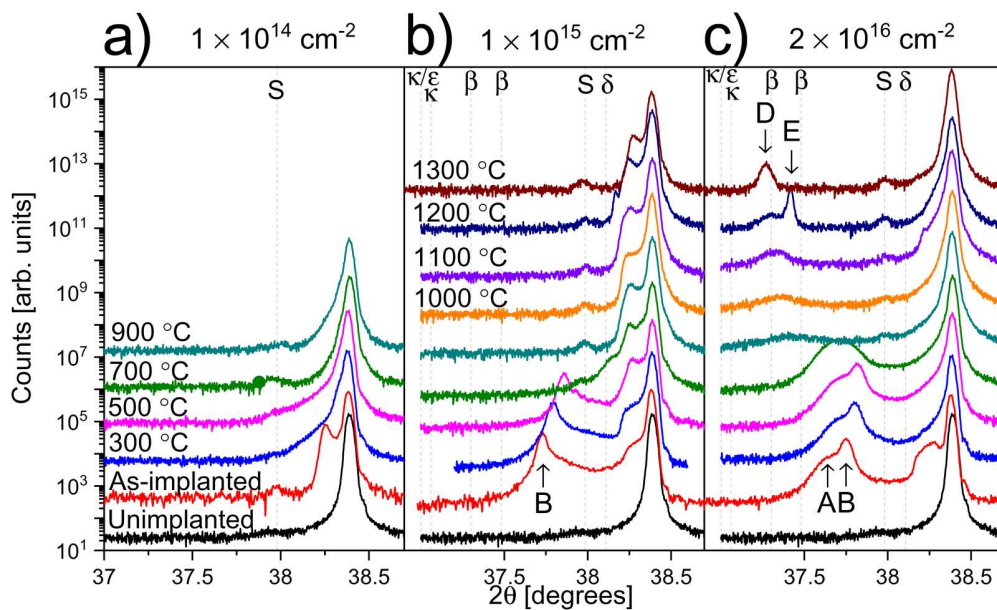 a) 1 × 10¹⁴ cm⁻²
b) 1 × 10¹⁵ cm⁻²
c) 2 × 10¹⁶ cm⁻²
S
κ/ε κ β β S δ
κ/ε κ β β S δ
D
E
10¹⁵
10¹³
10¹¹
10⁹
10⁷
10⁵
10³
10¹
Counts [arb. units]
900 °C
700 °C
500 °C
300 °C
As-implanted
Unimplanted
1300 °C
1200 °C
1100 °C
1000 °C
B
A B
37 37.5 38 38.5
37.5 38 38.5
37.5 38 38.5
2θ [degrees]